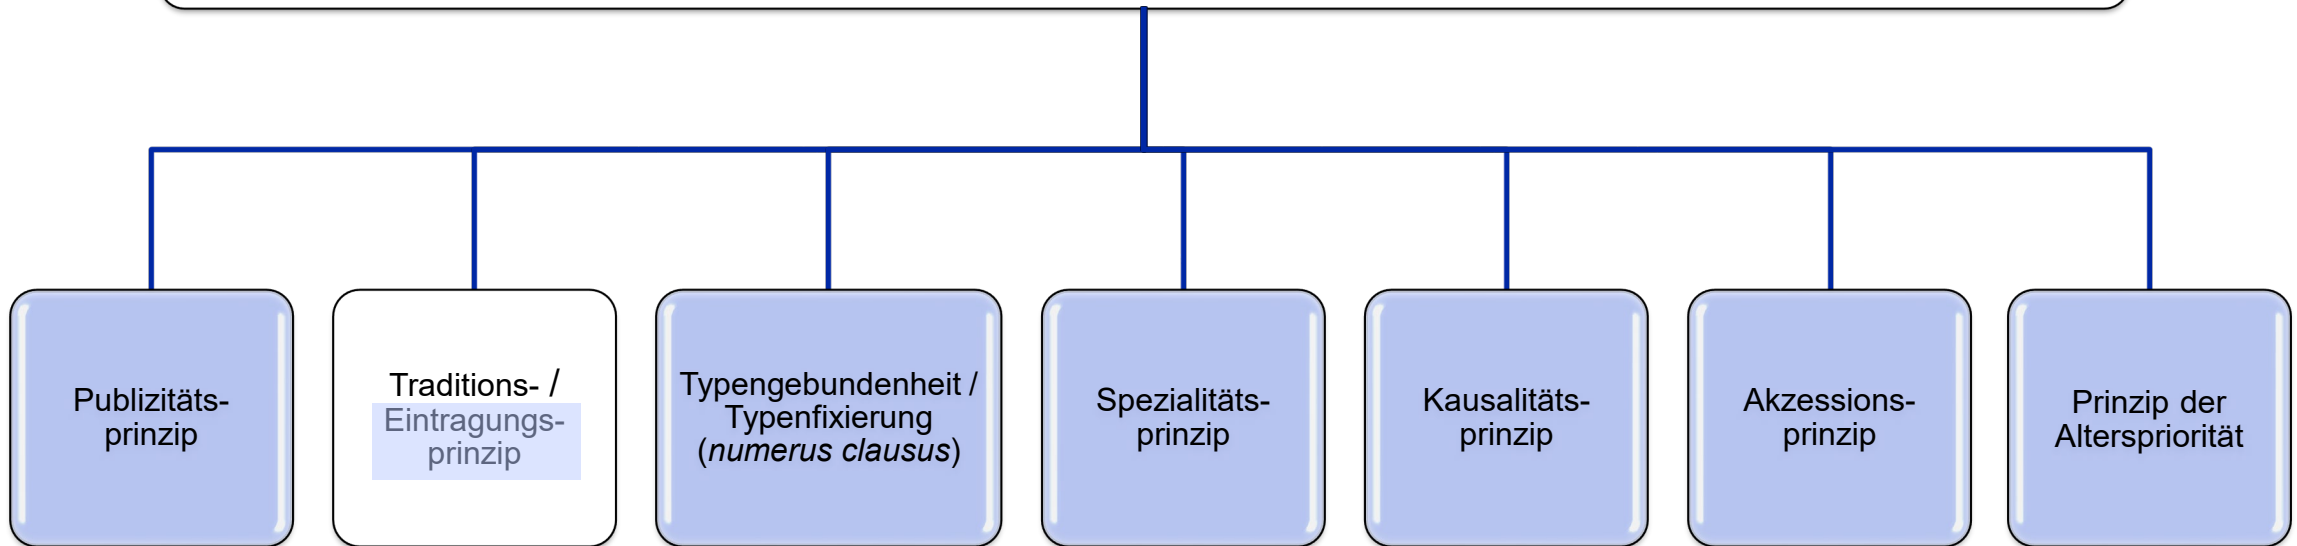 Publizitäts-
prinzip
Traditions- /
Eintragungs-
prinzip
Typengebundenheit /
Typenfixierung
(numerus clausus)
Spezialitäts-
prinzip
Kausalitäts-
prinzip
Akzessions-
prinzip
Prinzip der
Alterspriorität